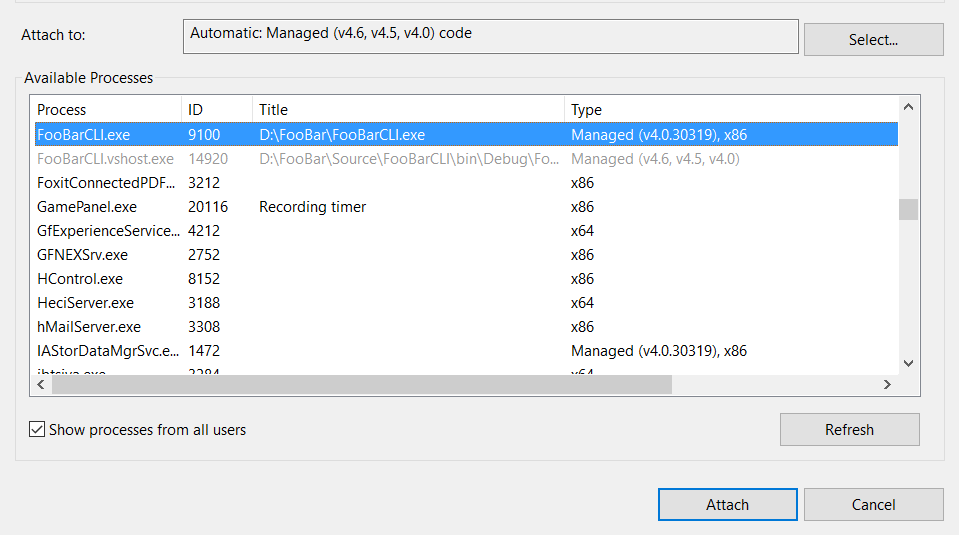 Attach to: Automatic: Managed (v4.6, v4.5, v4.0) code Select...
Available Processes
Process ID Title Type
FooBarCLI.exe 9100 D:\FooBar\FooBarCLI.exe Managed (v4.0.30319), x86
FooBarCLI.vshost.exe 14920 D:\FooBar\Source\FooBarCLI\bin\Debug\Fo... Managed (v4.6, v4.5, v4.0)
FoxitConnectedPDF... 3212 x86
GamePanel.exe 20116 Recording timer x86
GfExperienceService... 4212 x64
GFNEXSrv.exe 2752 x86
HControl.exe 8152 x86
HeciServer.exe 3188 x64
hMailServer.exe 3308 x86
IAStorDataMgrSvc.e... 1472 Managed (v4.0.30319), x86
3284 x64
Show processes from all users Refresh
Attach Cancel